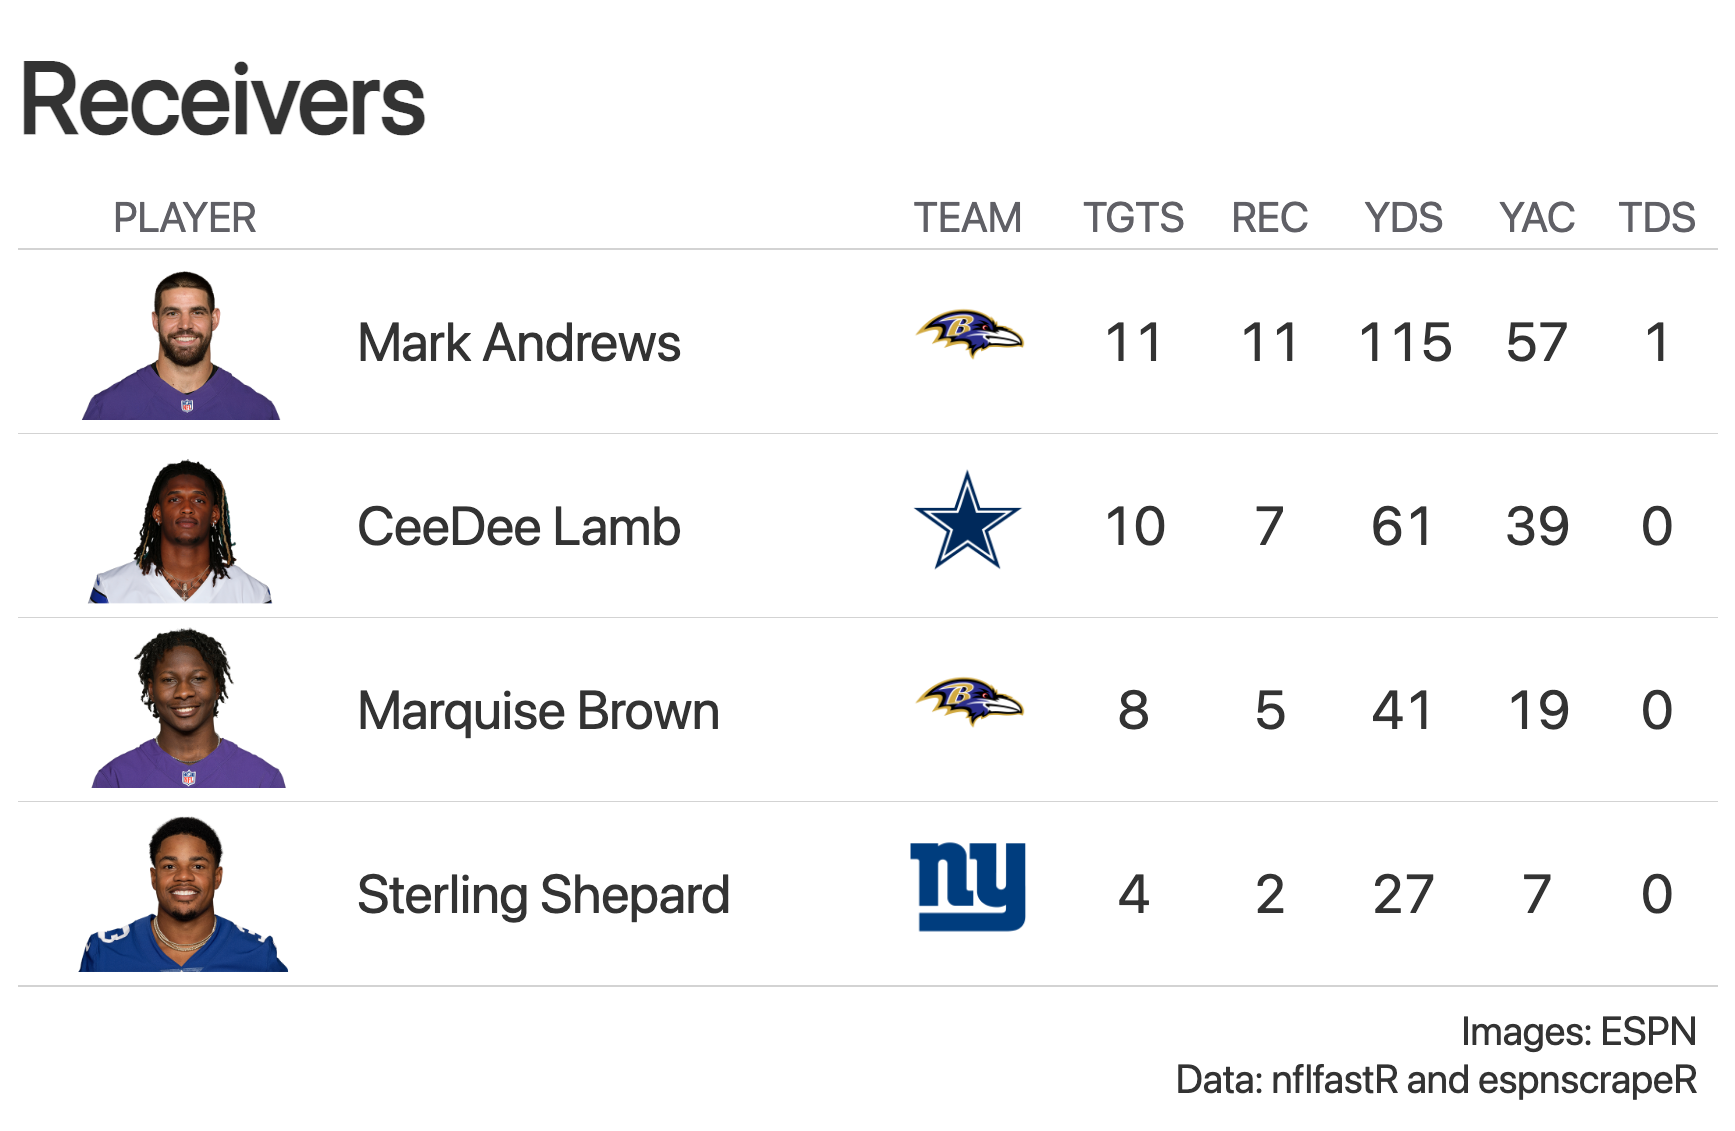 Receivers
PLAYER TEAM TGTS REC YDS YAC TDS
Mark Andrews B 11 11 115 57 1
CeeDee Lamb 10 7 61 39 0
Marquise Brown B 8 5 41 19 0
Sterling Shepard ny 4 2 27 7 0
Images: ESPN
Data: nflfastR and espnscrapeR